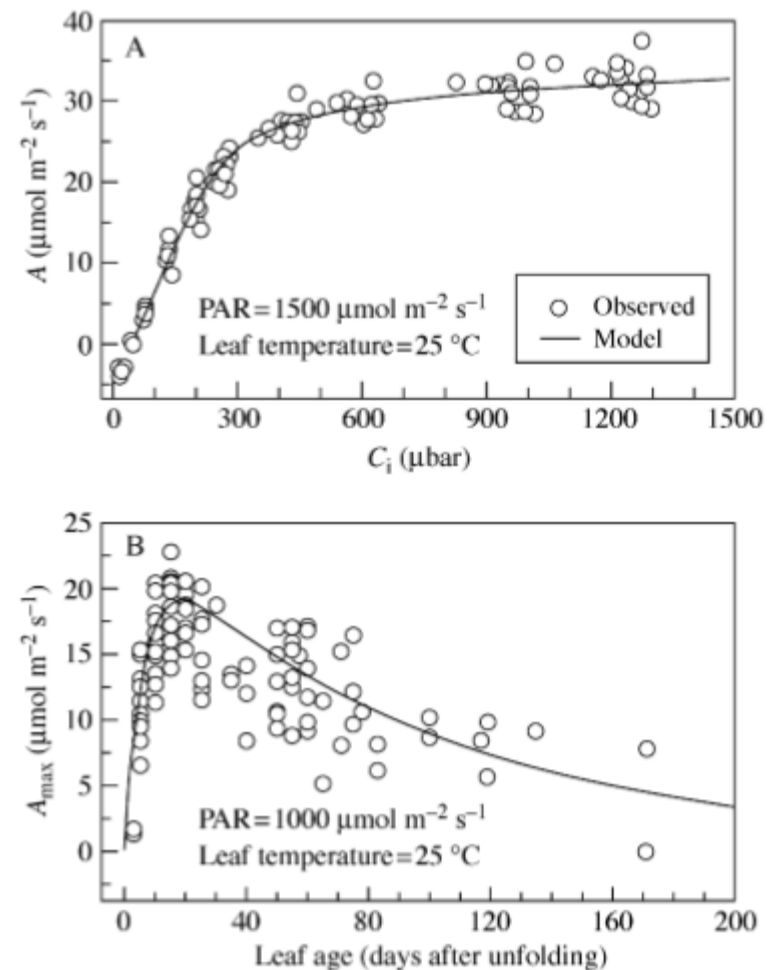 A
40
30
20
10
0
A (μmol m−2 s−1)
PAR=1500 μmol m−2 s−1
Leaf temperature=25 °C
Observed
Model
0 300 600 900 1200 1500
Ci (μbar)
B
25
20
15
10
5
0
Amax (μmol m−2 s−1)
PAR=1000 μmol m−2 s−1
Leaf temperature=25 °C
0 40 80 120 160 200
Leaf age (days after unfolding)